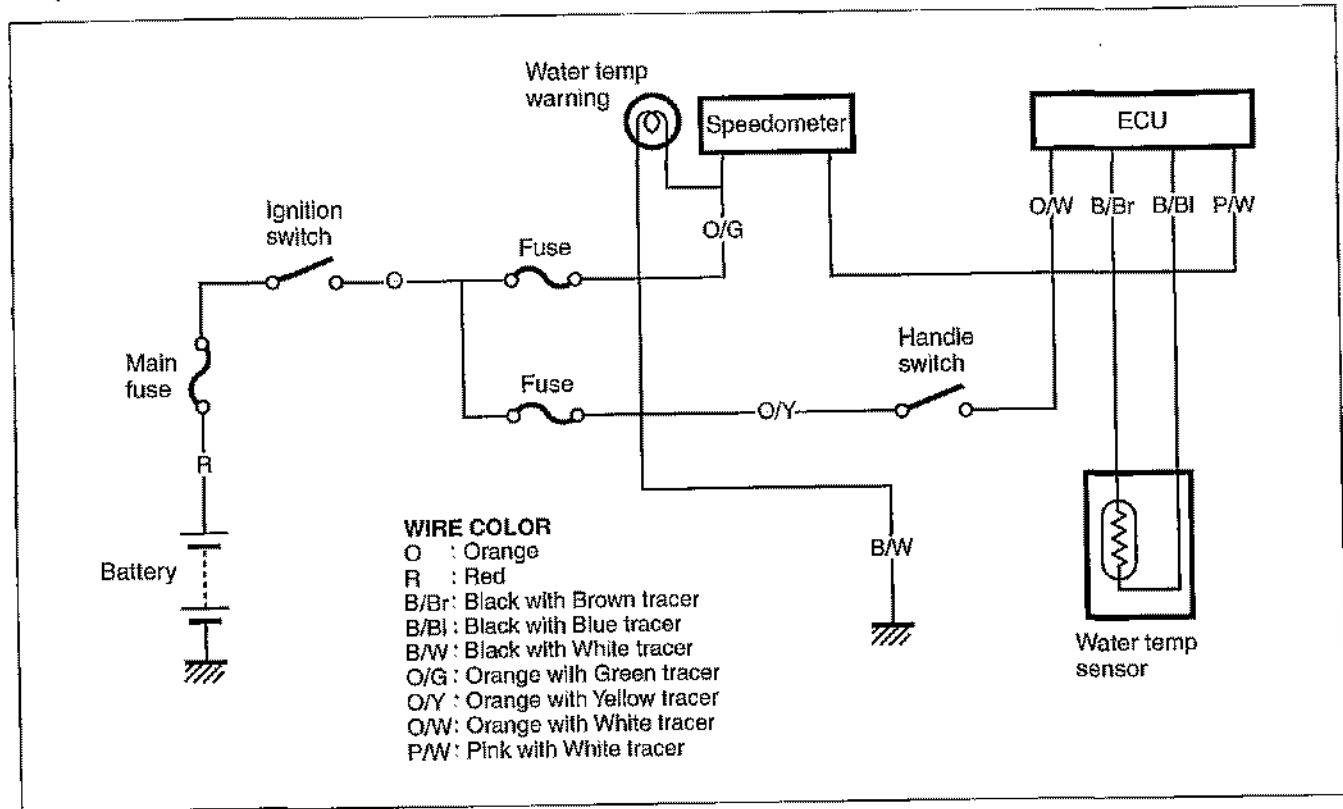 Water temp
warning
Speedometer
ECU
O/W B/Br B/Bl P/W
Ignition
switch
O/G
Fuse
O
Handle
switch
Main
fuse
Fuse
O/Y
R
Battery
WIRE COLOR
O : Orange
R : Red
B/Br : Black with Brown tracer
B/Bl : Black with Blue tracer
B/W : Black with White tracer
O/G : Orange with Green tracer
O/Y : Orange with Yellow tracer
O/W : Orange with White tracer
P/W : Pink with White tracer
B/W
Water temp
sensor